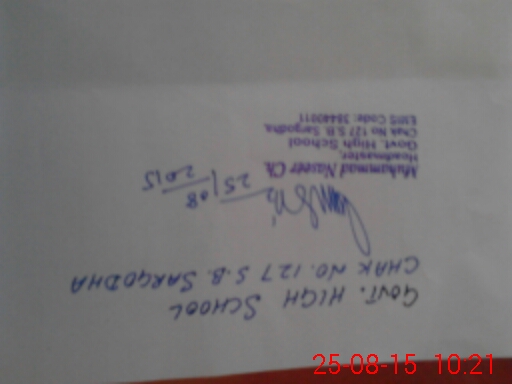 GOVT. HIGH SCHOOL
CHAK NO. 127 S.B. SARGODHA
25/08
2015
Muhammad Naseer Ch.
Headmaster,
Govt. High School
Chak No 127 S.B. Sargodha,
EMIS Code: 38440011
25-08-15 10:21